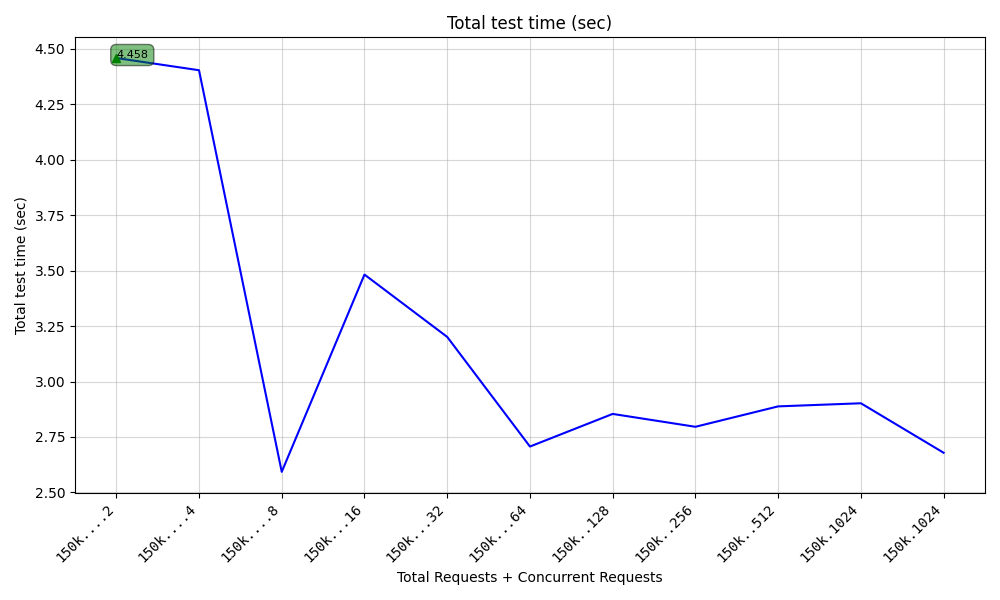 Total test time (sec)
4.458
Total test time (sec)
4.50
4.25
4.00
3.75
3.50
3.25
3.00
2.75
2.50
150k....2
150k....4
150k....8
150k...16
150k...32
150k...64
150k..128
150k..256
150k..512
150k.1024
150k.1024
Total Requests + Concurrent Requests